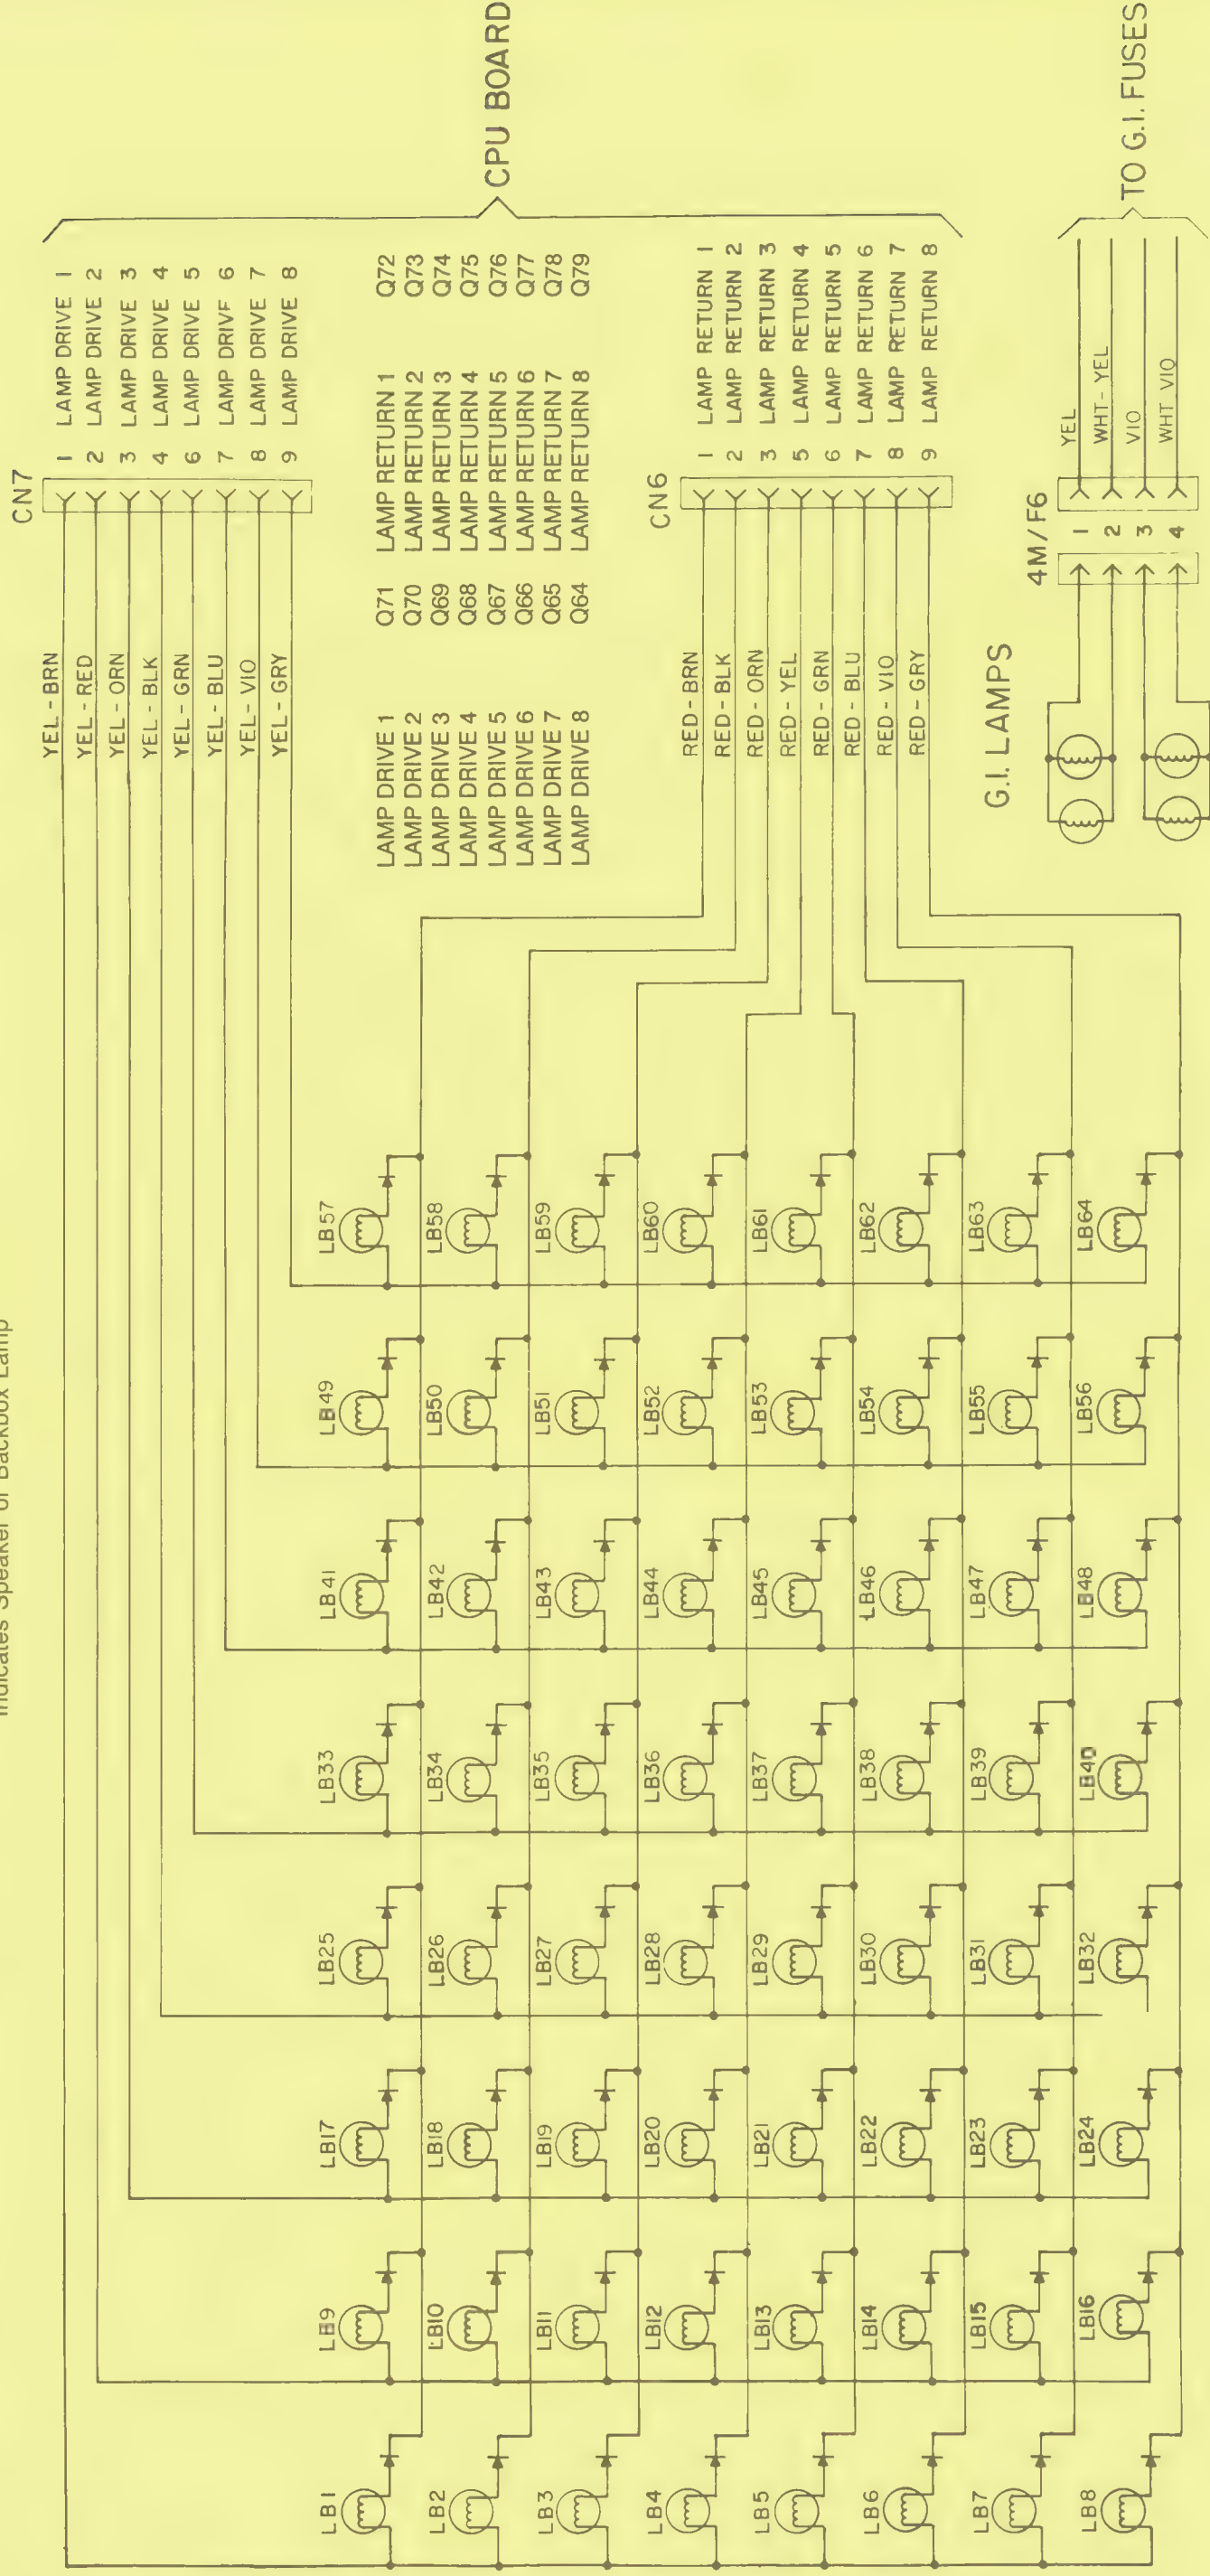 Indicates Speaker or Backbox Lamp
CN7
YEL-BRN 1 LAMP DRIVE 1
YEL-RED 2 LAMP DRIVE 2
YEL-ORN 3 LAMP DRIVE 3
YEL-BLK 4 LAMP DRIVE 4
YEL-GRN 6 LAMP DRIVE 5
YEL-BLU 7 LAMP DRIVF 6
YEL-VIO 8 LAMP DRIVE 7
YEL-GRY 9 LAMP DRIVE 8
LB1 LB9 LB17 LB25 LB33 LB41 LB49 LB57
LAMP DRIVE 1 Q71 LAMP RETURN 1 Q72
LAMP DRIVE 2 Q70 LAMP RETURN 2 Q73
LAMP DRIVE 3 Q69 LAMP RETURN 3 Q74
LAMP DRIVE 4 Q68 LAMP RETURN 4 Q75
LAMP DRIVE 5 Q67 LAMP RETURN 5 Q76
LAMP DRIVE 6 Q66 LAMP RETURN 6 Q77
LAMP DRIVE 7 Q65 LAMP RETURN 7 Q78
LAMP DRIVE 8 Q64 LAMP RETURN 8 Q79
CPU BOARD
LB2 LB10 LB18 LB26 LB34 LB42 LB50 LB58
LB3 LB11 LB19 LB27 LB35 LB43 LB51 LB59
LB4 LB12 LB20 LB28 LB36 LB44 LB52 LB60
CN6
RED-BRN 1 LAMP RETURN 1
RED-BLK 2 LAMP RETURN 2
RED-ORN 3 LAMP RETURN 3
RED-YEL 5 LAMP RETURN 4
RED-GRN 6 LAMP RETURN 5
RED-BLU 7 LAMP RETURN 6
RED-VIO 8 LAMP RETURN 7
RED-GRY 9 LAMP RETURN 8
LB5 LB13 LB21 LB29 LB37 LB45 LB53 LB61
LB6 LB14 LB22 LB30 LB38 LB46 LB54 LB62
LB7 LB15 LB23 LB31 LB39 LB47 LB55 LB63
LB8 LB16 LB24 LB32 LB40 LB48 LB56 LB64
G.I. LAMPS
4M/F6
1 YEL
2 WHT-YEL
3 VIO
4 WHT VIO
TO G.I. FUSES